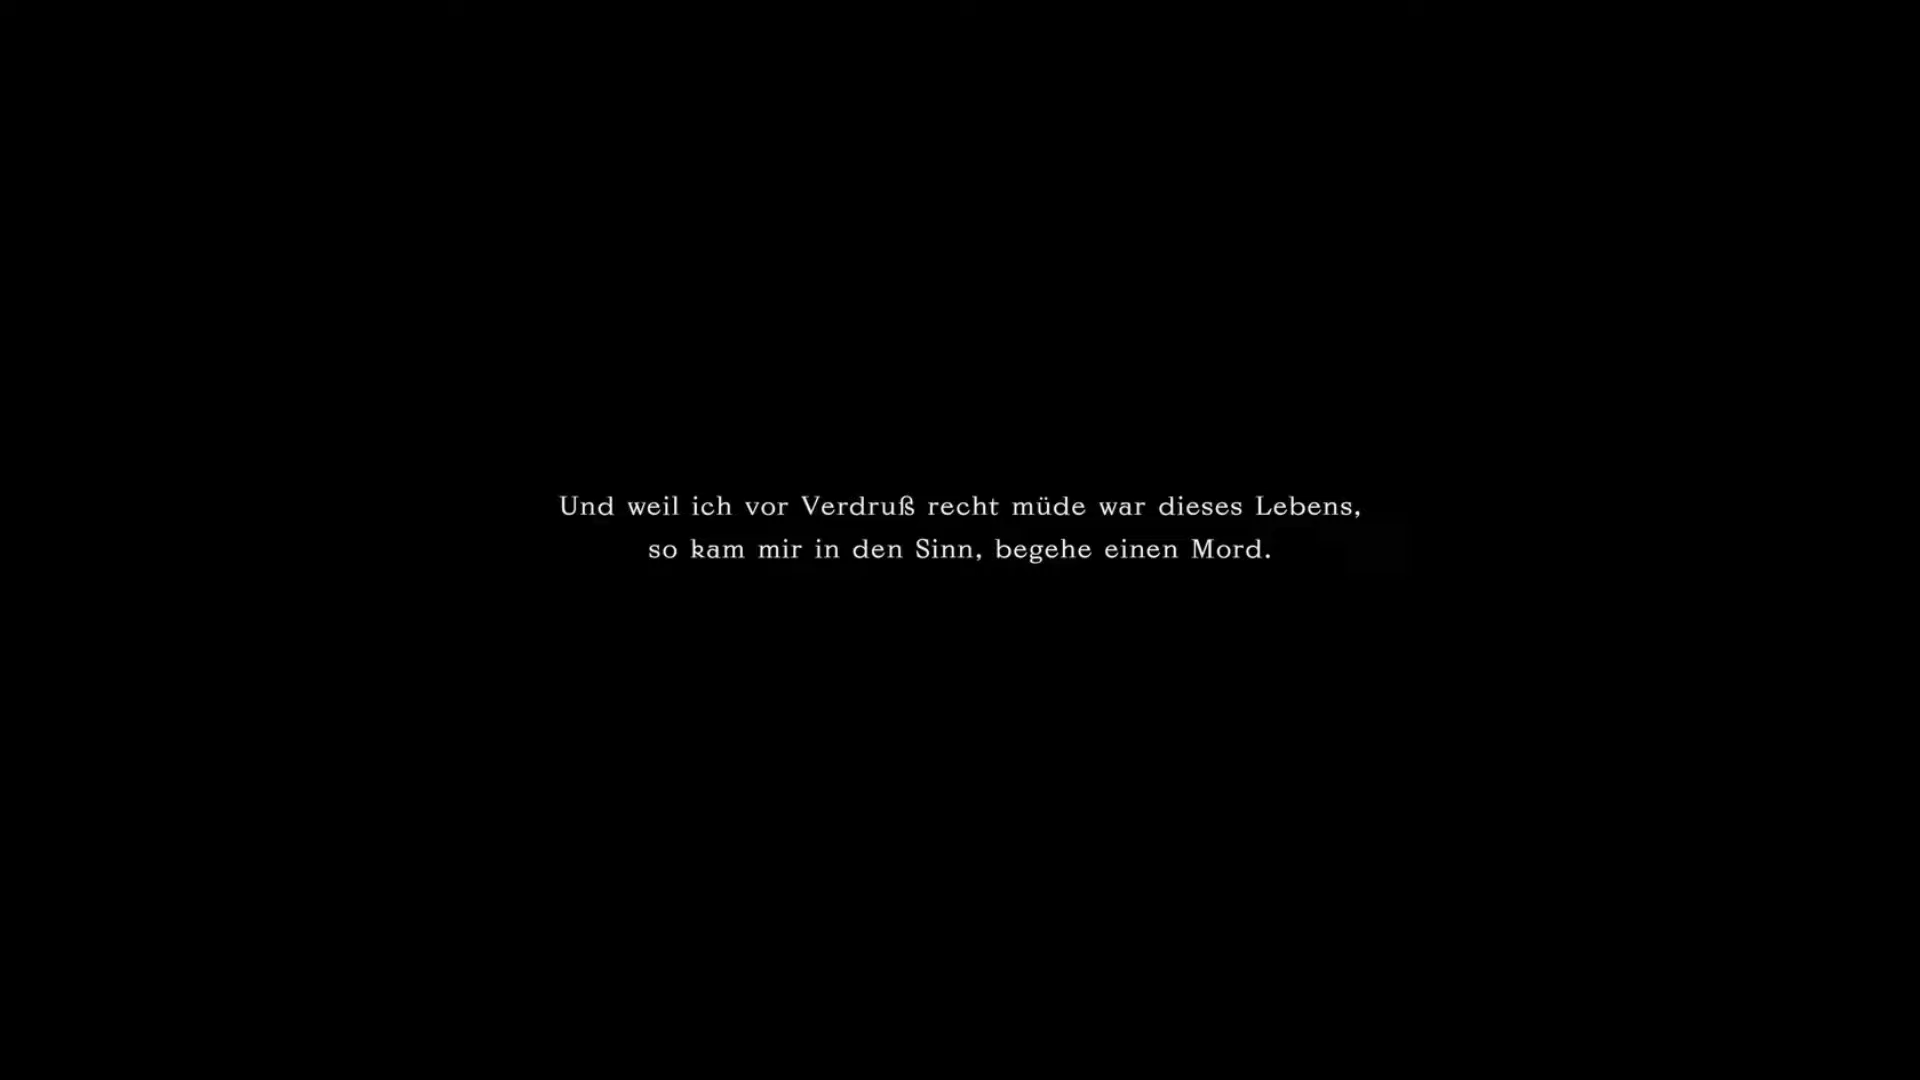 Und weil ich vor Verdruß recht müde war dieses Lebens,
so kam mir in den Sinn, begehe einen Mord.